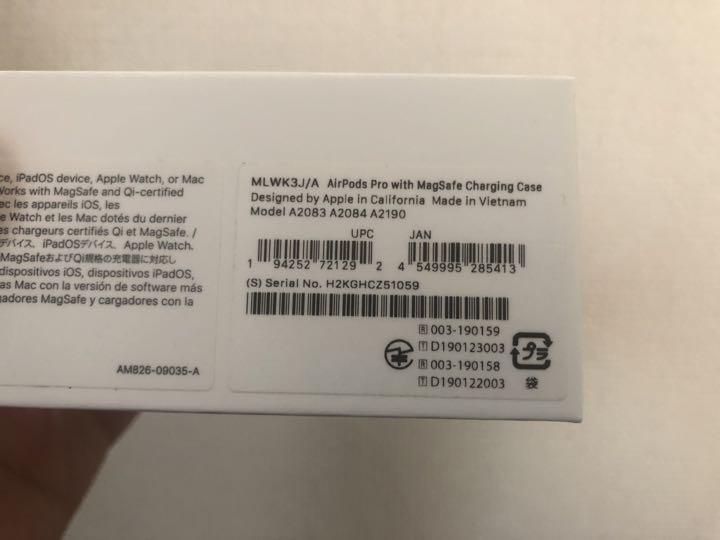 ce, iPadOS device, Apple Watch, or Mac
Works with MagSafe and Qi-certified
ec les appareils iOS, les
e Watch et les Mac dotés du dernier
s chargeurs certifiés Qi et MagSafe. /
デバイス、iPadOSデバイス、Apple Watch、
MagSafeおよびQi規格の充電器に対応し
dispositivos iOS, dispositivos iPadOS,
as Mac con la versión de software más
gadores MagSafe y cargadores con la
AM826-09035-A
MLWK3J/A AirPods Pro with MagSafe Charging Case
Designed by Apple in California Made in Vietnam
Model A2083 A2084 A2190
UPC JAN
1 94252 72129 2 4 549995 285413
(S) Serial No. H2KGHCZ51059
R 003-190159
T D190123003
R 003-190158
T D190122003
プラ
袋